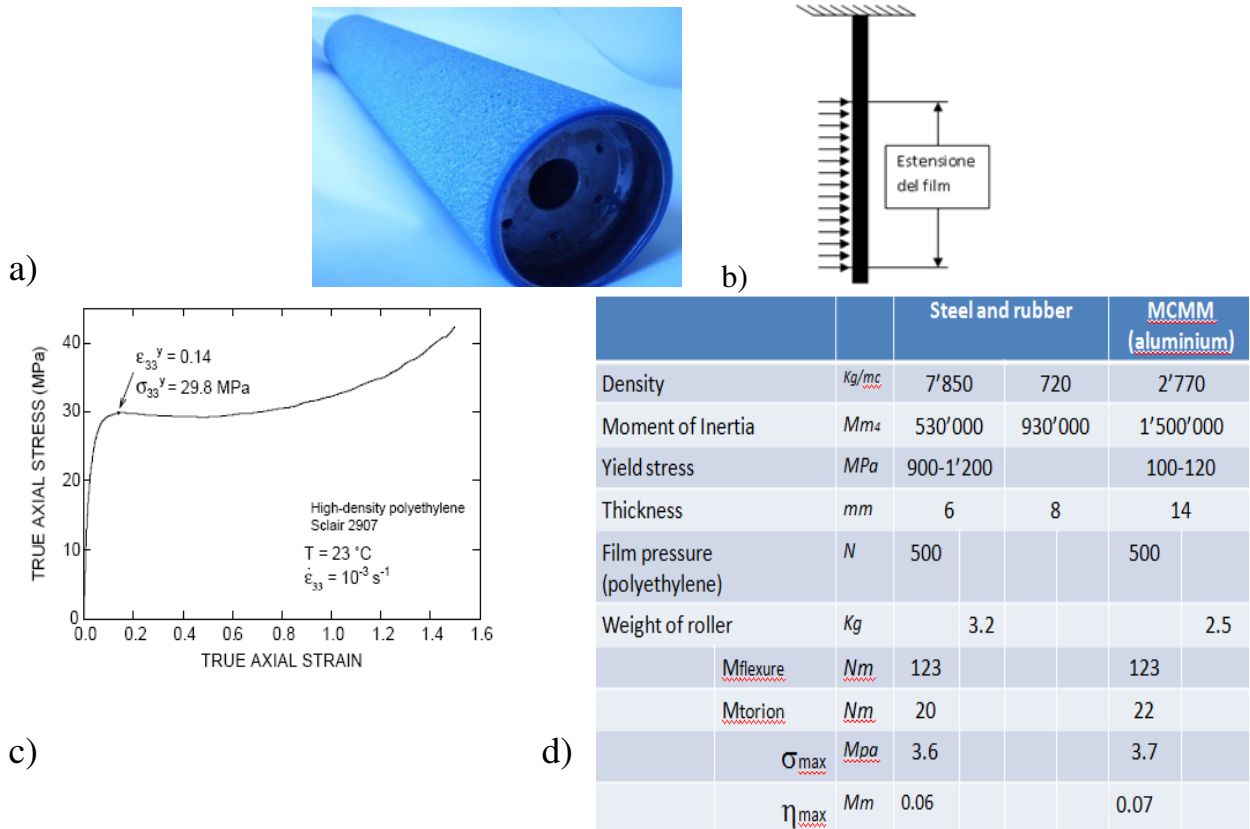 a)
b)
Estensione
del film
c)
TRUE AXIAL STRESS (MPa)
40
30
20
10
0
0.0 0.2 0.4 0.6 0.8 1.0 1.2 1.4 1.6
TRUE AXIAL STRAIN
ε33y = 0.14
σ33y = 29.8 MPa
High-density polyethylene
Sclair 2907
T = 23 °C
ε̇33 = 10-3 s-1
d)
Steel and rubber MCMM
(aluminium)
Density Kg/mc 7'850 720 2'770
Moment of Inertia Mm4 530'000 930'000 1'500'000
Yield stress MPa 900-1'200 100-120
Thickness mm 6 8 14
Film pressure N 500 500
(polyethylene)
Weight of roller Kg 3.2 2.5
Mflexure Nm 123 123
Mtorion Nm 20 22
σmax Mpa 3.6 3.7
ηmax Mm 0.06 0.07